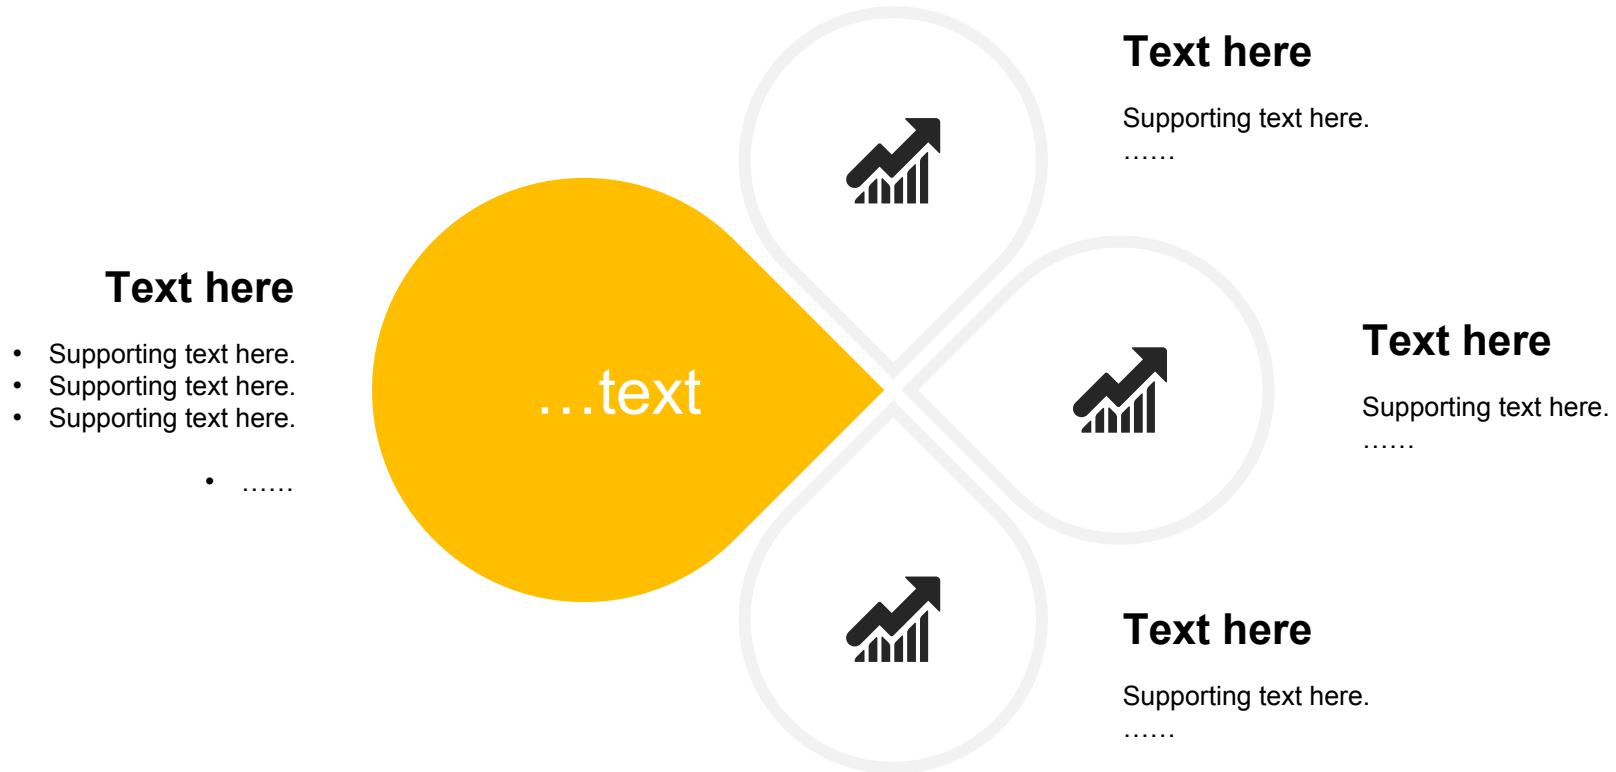 Text here
• Supporting text here.
• Supporting text here.
• Supporting text here.
• ……
…text
Text here
Supporting text here.
……
Text here
Supporting text here.
……
Text here
Supporting text here.
……